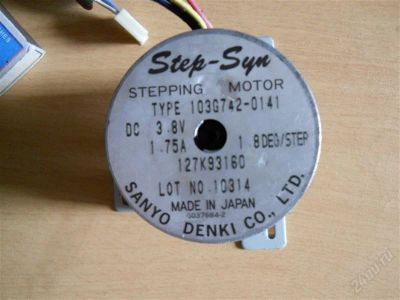 Step-Syn
STEPPING MOTOR
TYPE 103G742-0141
DC 3.8V
1.75A 1.8DEG/STEP
127K93160
LOT NO.10314
MADE IN JAPAN
SANYO DENKI CO., LTD.